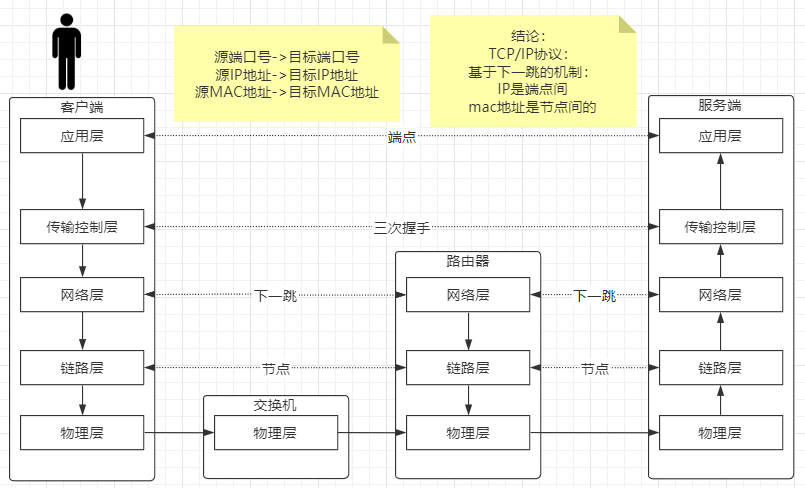 源端口号->目标端口号
源IP地址->目标IP地址
源MAC地址->目标MAC地址
结论：
TCP/IP协议：
基于下一跳的机制：
IP是端点间
mac地址是节点间的
客户端
服务端
应用层
端点
应用层
传输控制层
三次握手
传输控制层
路由器
网络层
下一跳
网络层
下一跳
网络层
链路层
节点
链路层
节点
链路层
交换机
物理层
物理层
物理层
物理层